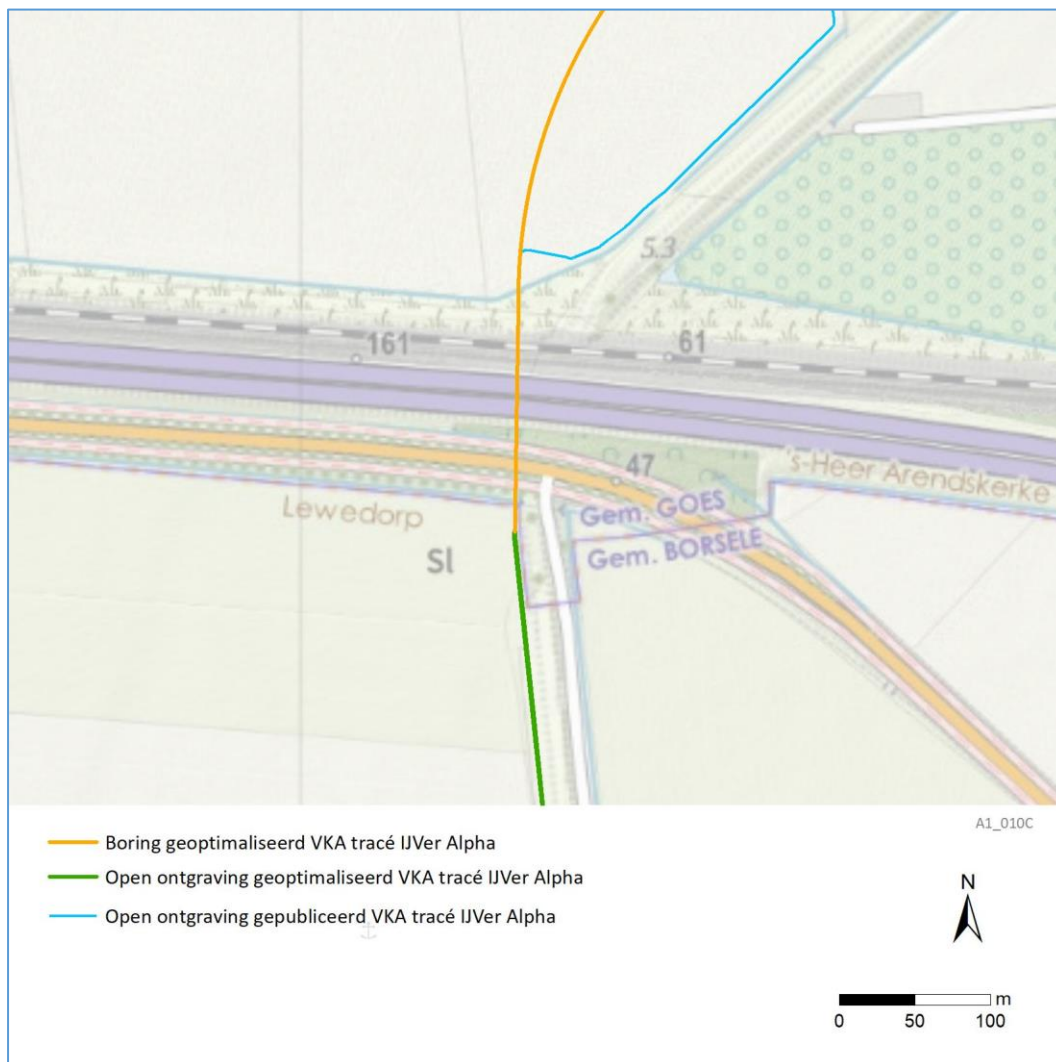 5.3
161
61
47
's-Heer Arendskerke
Lewedorp
Gem. GOES
Gem. BORSELE
Sl
A1_010C
Boring geoptimaliseerd VKA tracé IJVer Alpha
Open ontgraving geoptimaliseerd VKA tracé IJVer Alpha
Open ontgraving gepubliceerd VKA tracé IJVer Alpha
N
m
0 50 100